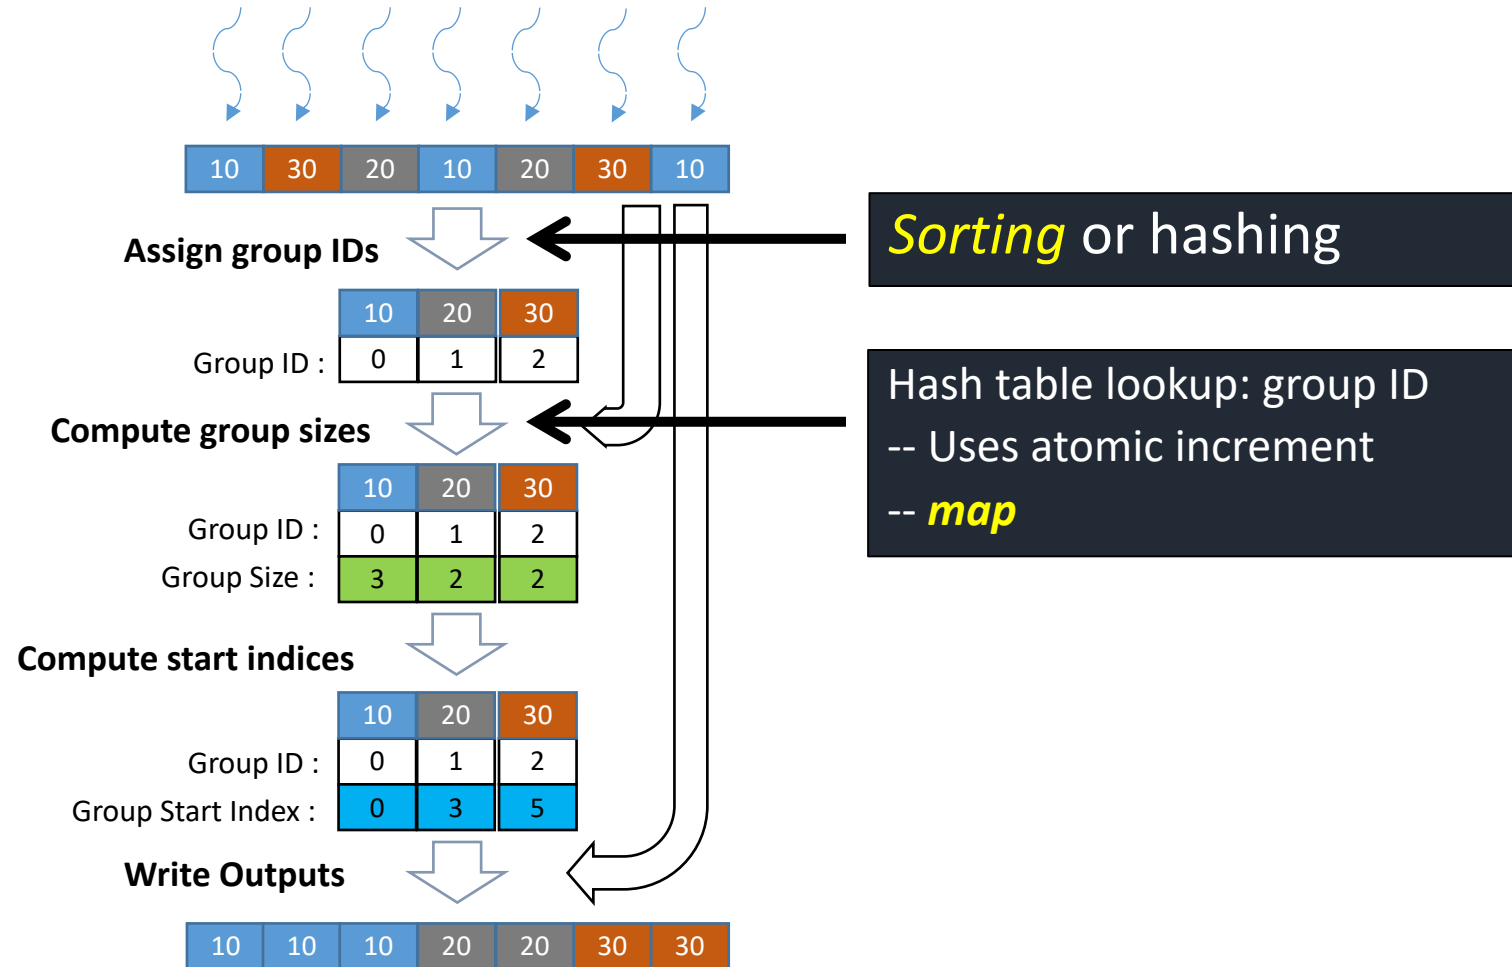 10 30 20 10 20 30 10
Assign group IDs
Sorting or hashing
10 20 30
Group ID : 0 1 2
Hash table lookup: group ID
-- Uses atomic increment
-- map
Compute group sizes
10 20 30
Group ID : 0 1 2
Group Size : 3 2 2
Compute start indices
10 20 30
Group ID : 0 1 2
Group Start Index : 0 3 5
Write Outputs
10 10 10 20 20 30 30